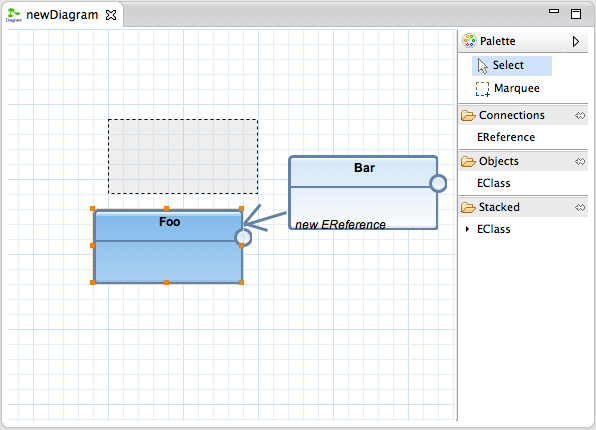 Diagram
newDiagram
Palette
Select
Marquee
Connections
EReference
Objects
EClass
Stacked
EClass
Bar
new EReference
Foo